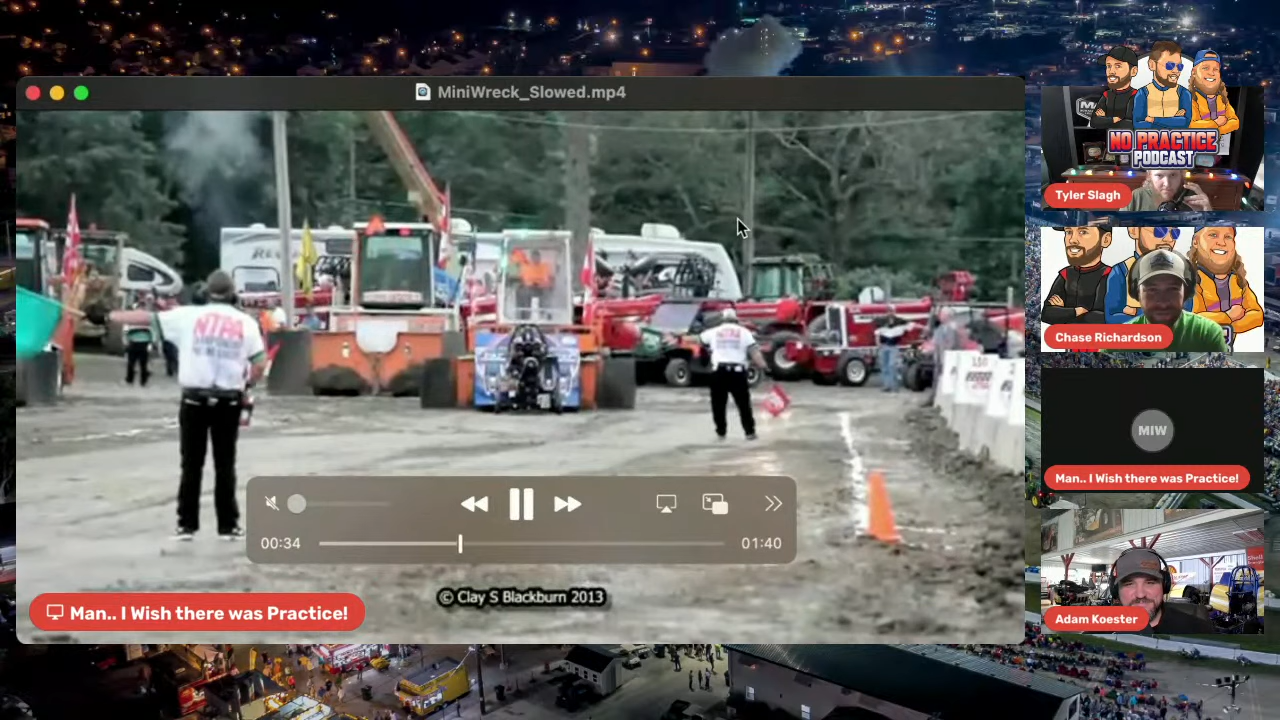 MiniWreck_Slowed.mp4
NTPA
00:34
01:40
© Clay S Blackburn 2013
Man.. I Wish there was Practice!
NO PRACTICE
PODCAST
Tyler Slagh
Chase Richardson
MIW
Man.. I Wish there was Practice!
Adam Koester